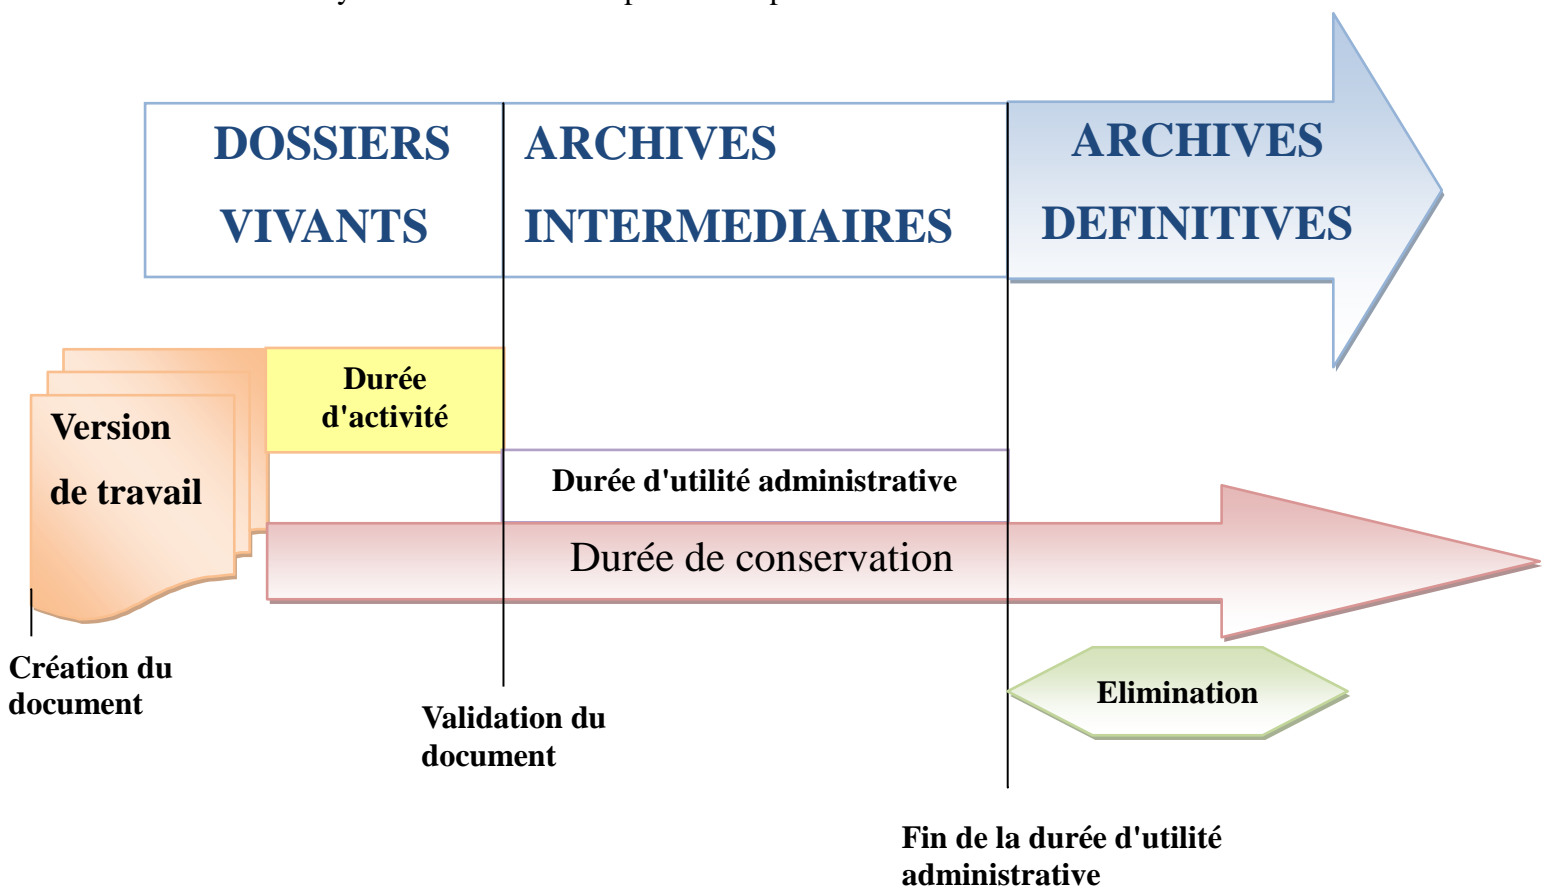 DOSSIERS
VIVANTS
ARCHIVES
INTERMEDIAIRES
ARCHIVES
DEFINITIVES
Durée
d'activité
Version
de travail
Durée d'utilité administrative
Durée de conservation
Création du
document
Elimination
Validation du
document
Fin de la durée d'utilité
administrative